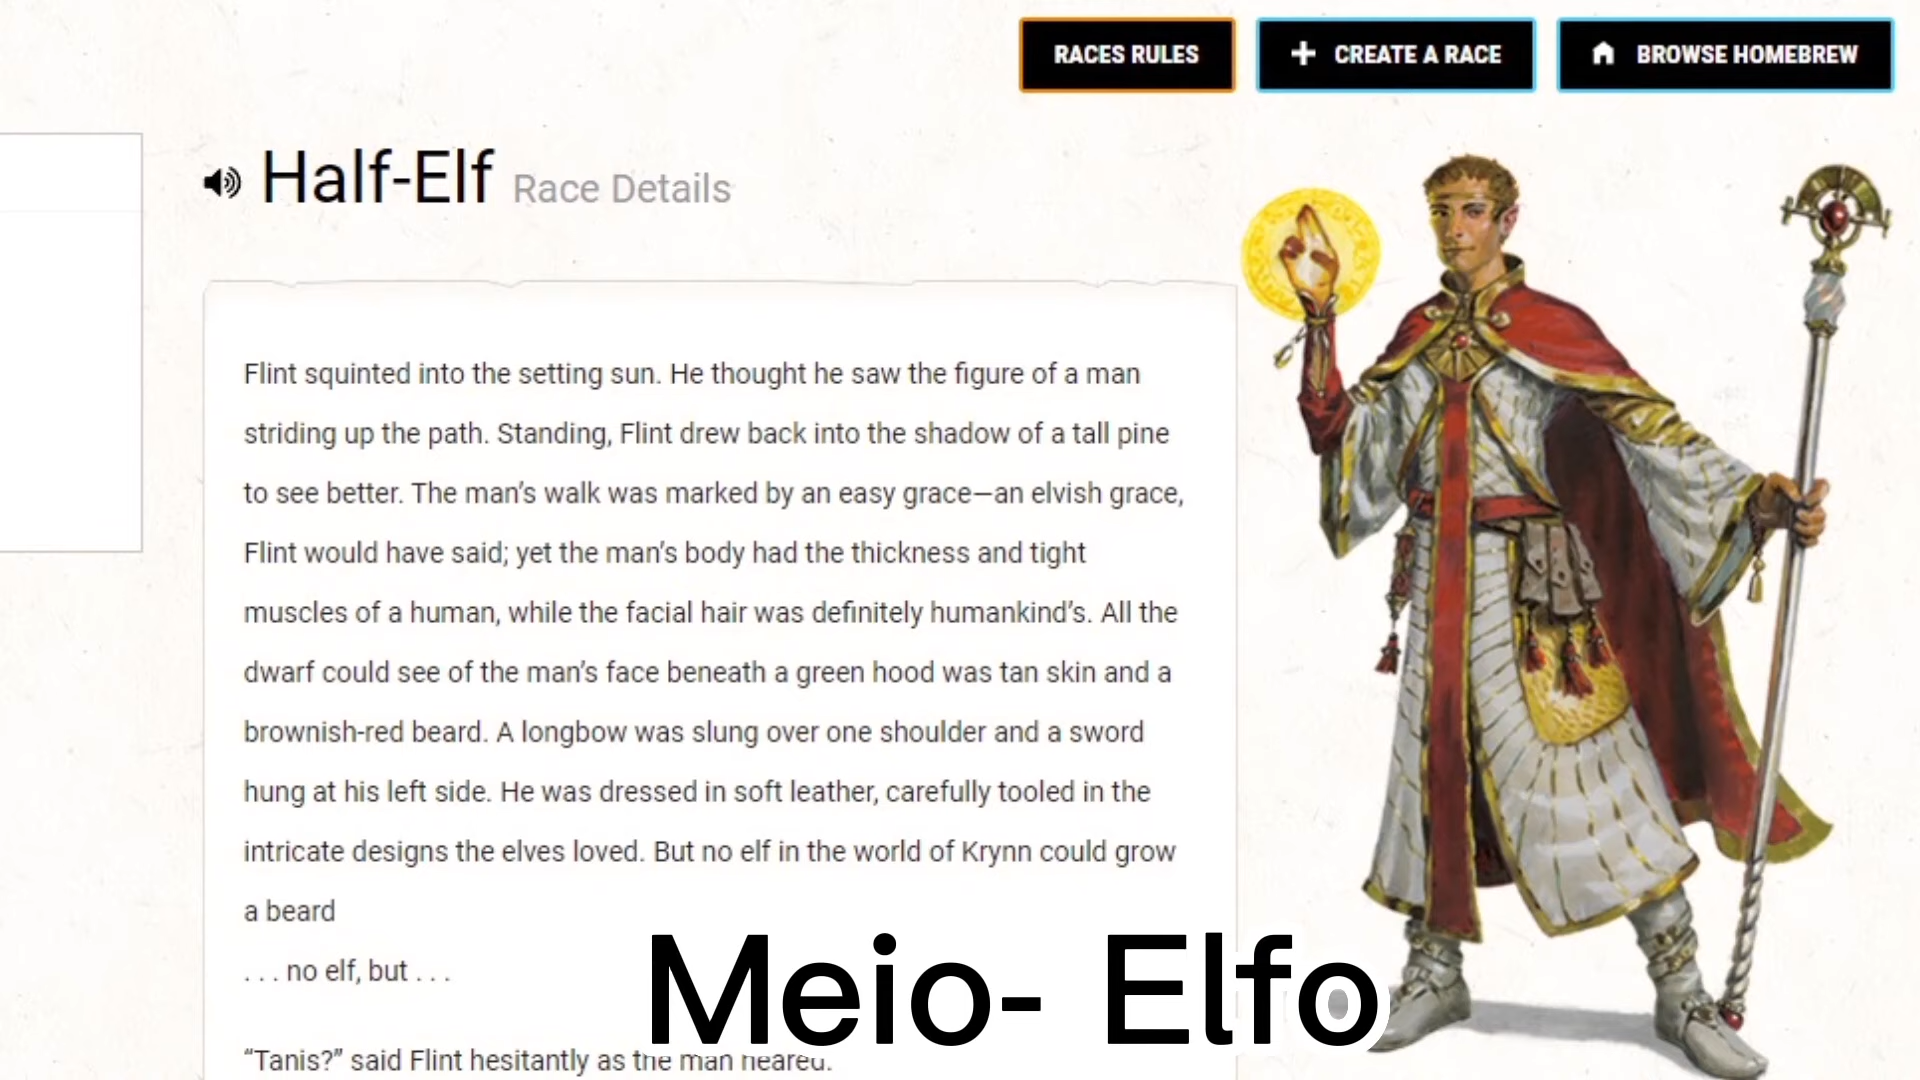 RACES RULES
CREATE A RACE
BROWSE HOMEBREW
Half-Elf Race Details
Flint squinted into the setting sun. He thought he saw the figure of a man
striding up the path. Standing, Flint drew back into the shadow of a tall pine
to see better. The man’s walk was marked by an easy grace—an elvish grace,
Flint would have said; yet the man’s body had the thickness and tight
muscles of a human, while the facial hair was definitely humankind’s. All the
dwarf could see of the man’s face beneath a green hood was tan skin and a
brownish-red beard. A longbow was slung over one shoulder and a sword
hung at his left side. He was dressed in soft leather, carefully tooled in the
intricate designs the elves loved. But no elf in the world of Krynn could grow
a beard
. . . no elf, but . . .
Meio- Elfo
“Tanis?” said Flint hesitantly as the man neared.